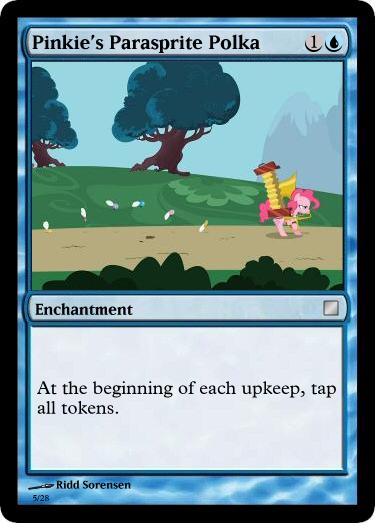 Pinkie's Parasprite Polka 1
Enchantment
At the beginning of each upkeep, tap
all tokens.
Ridd Sorensen
5/28